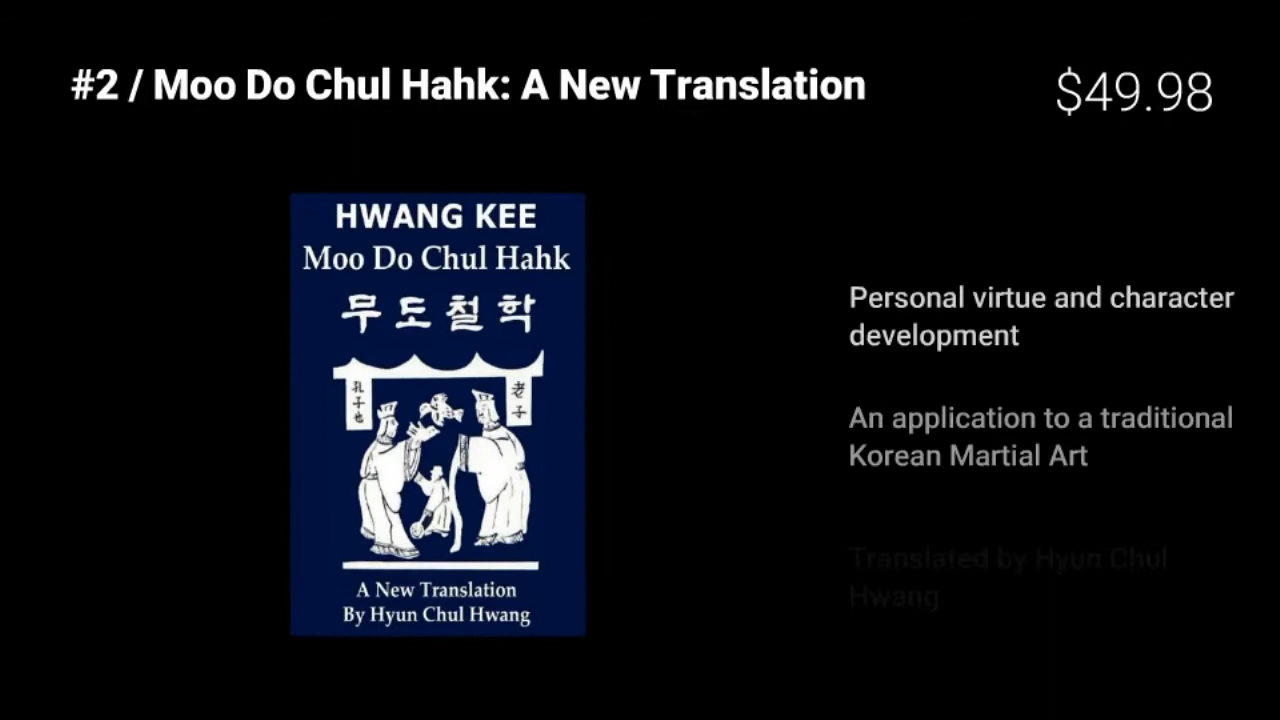 #2 / Moo Do Chul Hahk: A New Translation
$49.98
HWANG KEE
Moo Do Chul Hahk
무도철학
孔子也
老子
A New Translation
By Hyun Chul Hwang
Personal virtue and character
development
An application to a traditional
Korean Martial Art
Translated by Hyun Chul
Hwang